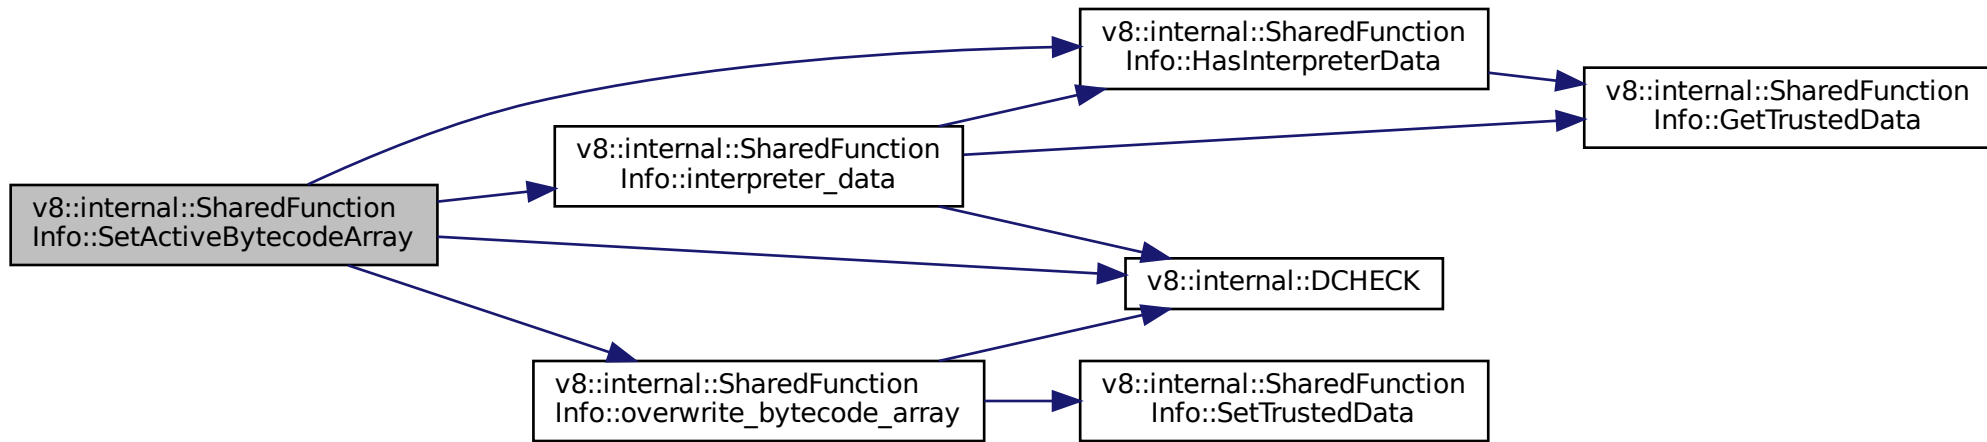 v8::internal::SharedFunction
Info::HasInterpreterData
v8::internal::SharedFunction
Info::GetTrustedData
v8::internal::SharedFunction
Info::interpreter_data
v8::internal::SharedFunction
Info::SetActiveBytecodeArray
v8::internal::DCHECK
v8::internal::SharedFunction
Info::overwrite_bytecode_array
v8::internal::SharedFunction
Info::SetTrustedData